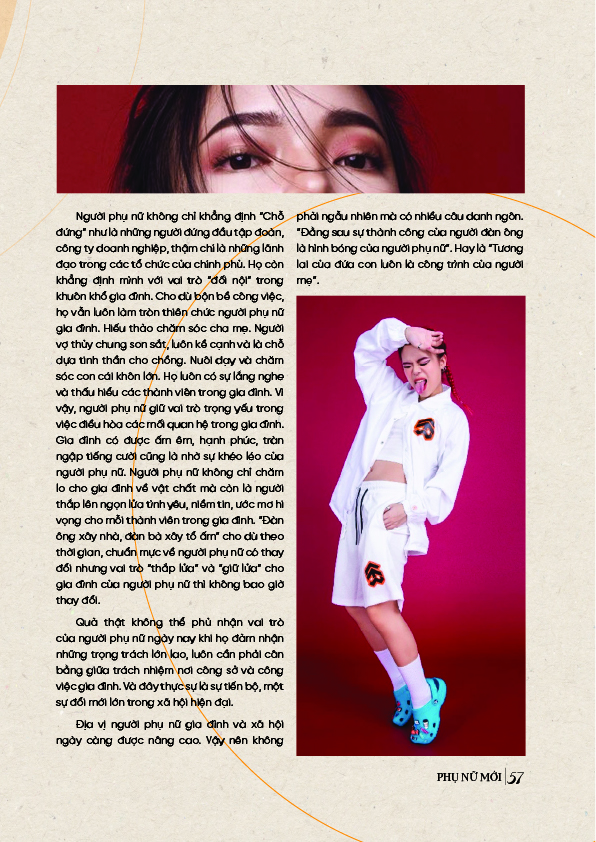 Người phụ nữ không chỉ khẳng định "Chỗ
đứng" như là những người đứng đầu tập đoàn,
công ty doanh nghiệp, thậm chí là những lãnh
đạo trong các tổ chức của chính phủ. Họ còn
khẳng định mình với vai trò "đối nội" trong
khuôn khổ gia đình. Cho dù bộn bề công việc,
họ vẫn luôn làm tròn thiên chức người phụ nữ
gia đình. Hiếu thảo chăm sóc cha mẹ. Người
vợ thủy chung son sắt, luôn kề cạnh và là chỗ
dựa tinh thần cho chồng. Nuôi dạy và chăm
sóc con cái khôn lớn. Họ luôn có sự lắng nghe
và thấu hiểu các thành viên trong gia đình. Vì
vậy, người phụ nữ giữ vai trò trọng yếu trong
việc điều hòa các mối quan hệ trong gia đình.
Gia đình có được ấm êm, hạnh phúc, tràn
ngập tiếng cười cũng là nhờ sự khéo léo của
người phụ nữ. Người phụ nữ không chỉ chăm
lo cho gia đình về vật chất mà còn là người
thắp lên ngọn lửa tình yêu, niềm tin, ước mơ hi
vọng cho mỗi thành viên trong gia đình. "Đàn
ông xây nhà, đàn bà xây tổ ấm" cho dù theo
thời gian, chuẩn mực về người phụ nữ có thay
đổi nhưng vai trò "thắp lửa" và "giữ lửa" cho
gia đình của người phụ nữ thì không bao giờ
thay đổi.
Quả thật không thể phủ nhận vai trò
của người phụ nữ ngày nay khi họ đảm nhận
những trọng trách lớn lao, luôn cần phải cân
bằng giữa trách nhiệm nơi công sở và công
việc gia đình. Và đây thực sự là sự tiến bộ, một
sự đổi mới lớn trong xã hội hiện đại.
Địa vị người phụ nữ gia đình và xã hội
ngày càng được nâng cao. Vậy nên không
phải ngẫu nhiên mà có nhiều câu danh ngôn.
"Đằng sau sự thành công của người đàn ông
là hình bóng của người phụ nữ". Hay là "Tương
lai của đứa con luôn là công trình của người
mẹ".
PHỤ NỮ MỚI 57